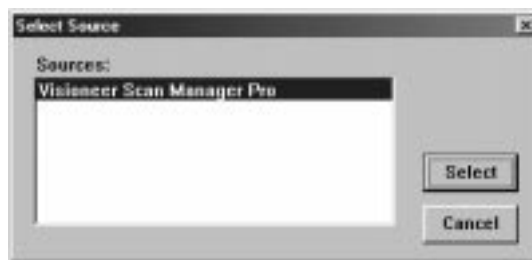 Select Source
Sources:
Visioneer Scan Manager Pro
Select
Cancel